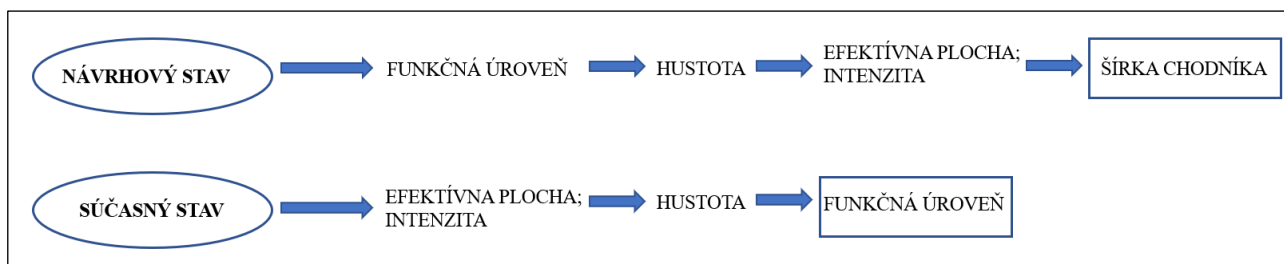 NÁVRHOVÝ STAV
FUNKČNÁ ÚROVEŇ
HUSTOTA
EFEKTÍVNA PLOCHA;
INTENZITA
ŠÍRKA CHODNÍKA
SÚČASNÝ STAV
EFEKTÍVNA PLOCHA;
INTENZITA
HUSTOTA
FUNKČNÁ ÚROVEŇ